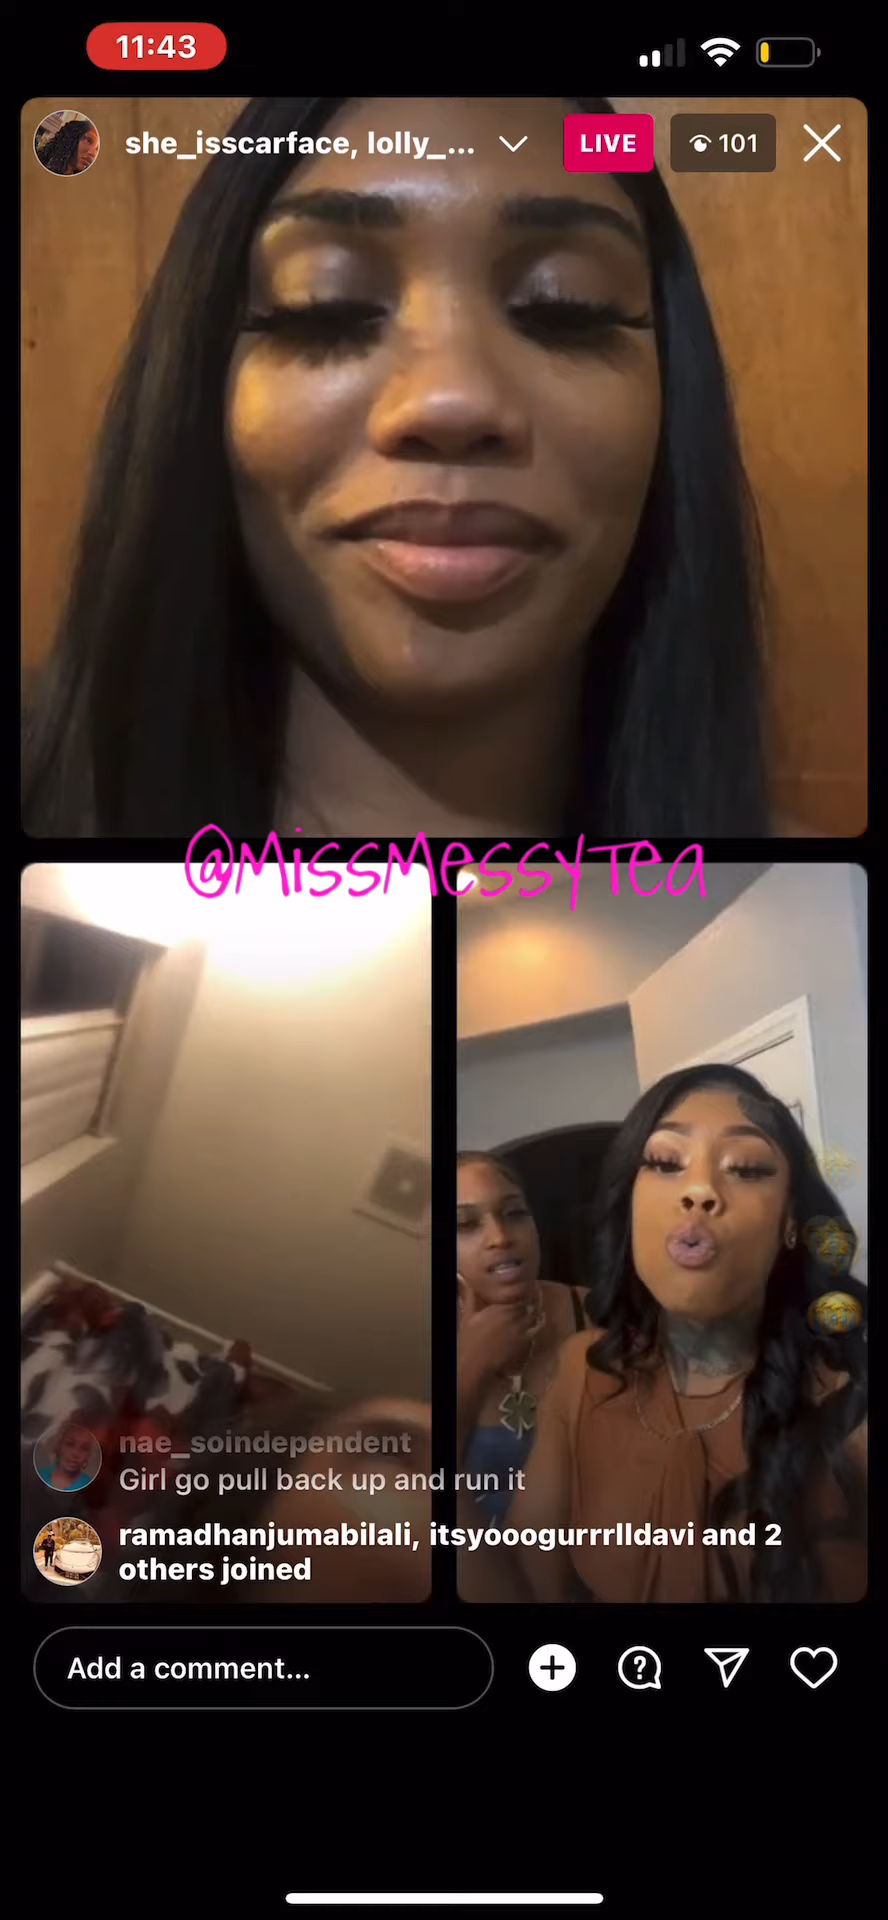 11:43
she_isscarface, lolly_...
LIVE
101
@MissMessyTea
nae_soindependent
Girl go pull back up and run it
ramadhanjumabilali, itsyooogurrrlldavi and 2
others joined
Add a comment...